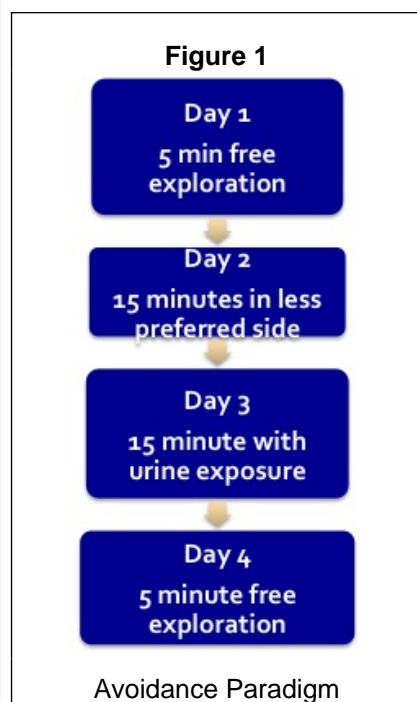 Figure 1
Day 1
5 min free
exploration
Day 2
15 minutes in less
preferred side
Day 3
15 minute with
urine exposure
Day 4
5 minute free
exploration
Avoidance Paradigm